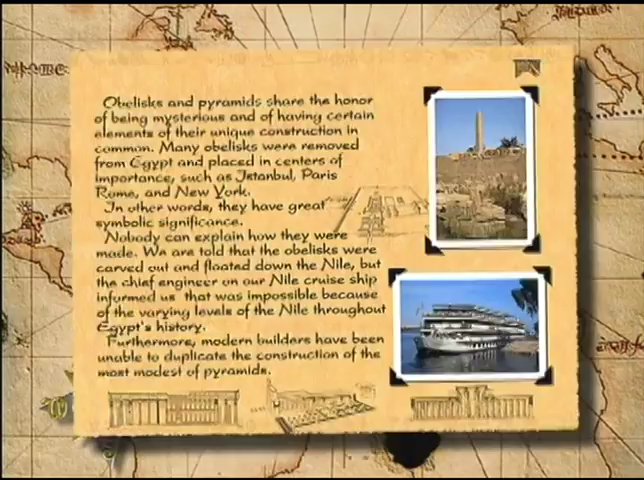 Obelisks and pyramids share the honor
of being mysterious and of having certain
elements of their unique construction in
common. Many obelisks were removed
from Egypt and placed in centers of
importance, such as Istanbul, Paris
Rome, and New York.
In other words, they have great
symbolic significance.
Nobody can explain how they were
made. We are told that the obelisks were
carved out and floated down the Nile, but
the chief engineer on our Nile cruise ship
informed us that was impossible because
of the varying levels of the Nile throughout
Egypt's history.
Furthermore, modern builders have been
unable to duplicate the construction of the
most modest of pyramids.